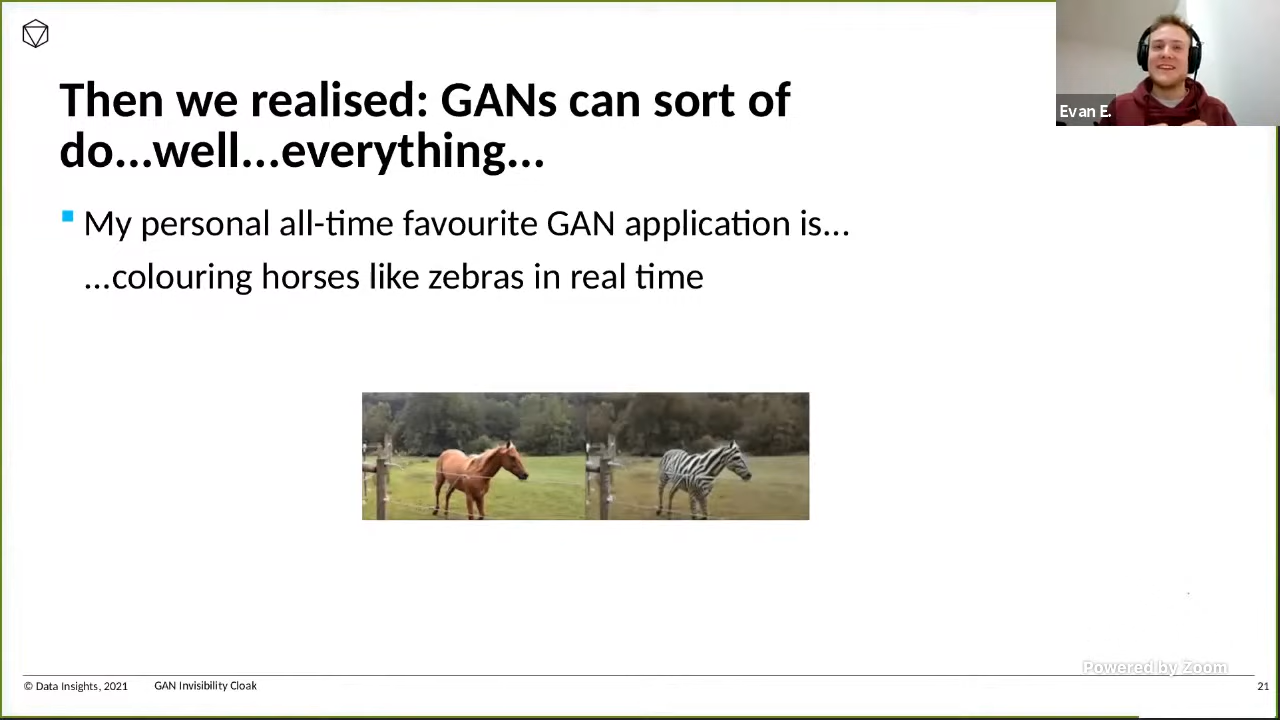 Then we realised: GANs can sort of
do...well...everything...
My personal all-time favourite GAN application is...
...colouring horses like zebras in real time
Evan E.
Powered by Zoom
© Data Insights, 2021 GAN Invisibility Cloak 21